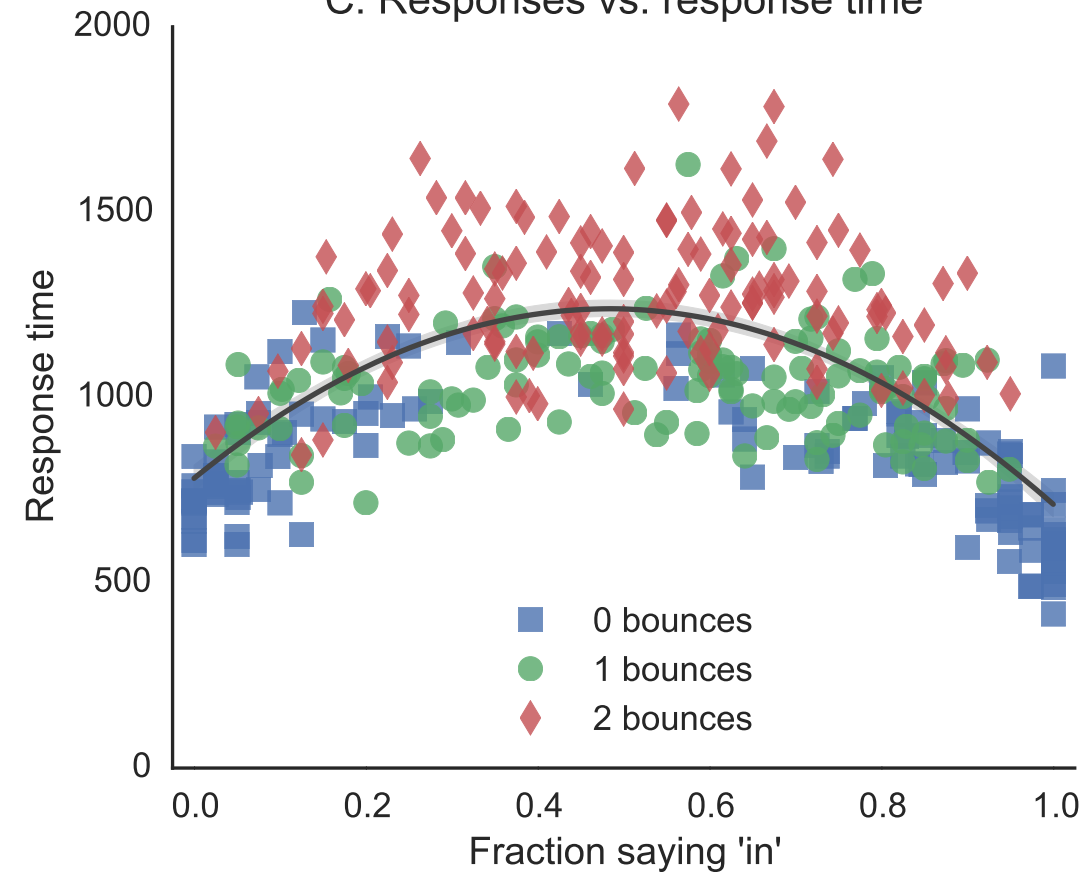 C. Responses vs. response time
2000
1500
1000
500
0
Response time
0 bounces
1 bounces
2 bounces
0.0 0.2 0.4 0.6 0.8 1.0
Fraction saying 'in'